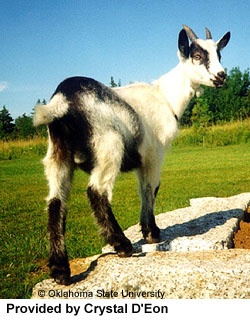 © Oklahoma State University
Provided by Crystal D'Eon